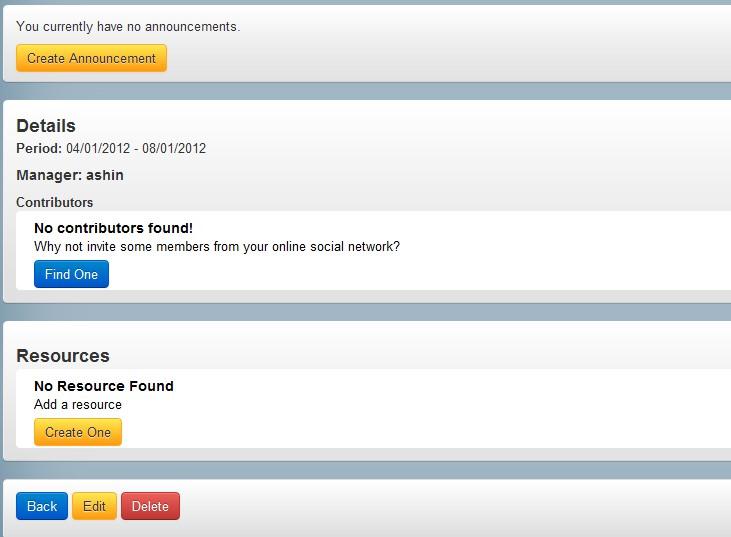 You currently have no announcements.
Create Announcement
Details
Period: 04/01/2012 - 08/01/2012
Manager: ashin
Contributors
No contributors found!
Why not invite some members from your online social network?
Find One
Resources
No Resource Found
Add a resource
Create One
Back Edit Delete